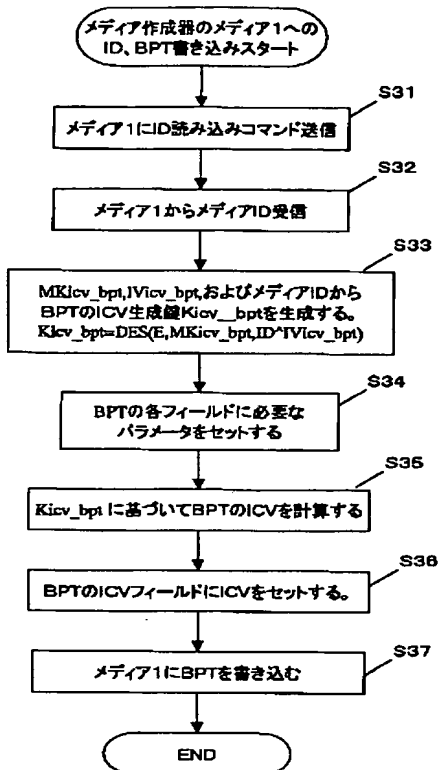 メディア作成器のメディア1への
ID、BPT書き込みスタート
S31
メディア1にID読み込みコマンド送信
S32
メディア1からメディアID受信
S33
MKicv_bpt,IVicv_bpt,およびメディアIDから
BPTのICV生成鍵Kicv__bptを生成する。
Kicv_bpt=DES(E,MKicv_bpt,ID^IVicv_bpt)
S34
BPTの各フィールドに必要な
パラメータをセットする
S35
Kicv_bpt に基づいてBPTのICVを計算する
S36
BPTのICVフィールドにICVをセットする。
S37
メディア1にBPTを書き込む
END